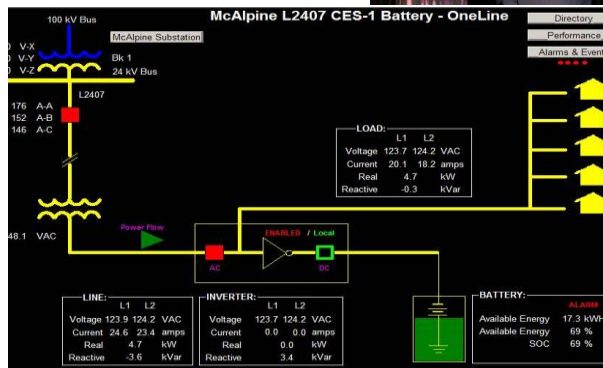 McAlpine L2407 CES-1 Battery - OneLine
Directory
Performance
Alarms & Event
100 kV Bus
McAlpine Substation
V-X
V-Y
V-Z
Bk 1
24 kV Bus
L2407
176 A-A
152 A-B
146 A-C
48.1 VAC
Power Flow
ENABLED / Local
AC
DC
LOAD:
L1 L2
Voltage 123.7 124.2 VAC
Current 20.1 18.2 amps
Real 4.7 kW
Reactive -0.3 kVar
LINE:
L1 L2
Voltage 123.9 124.2 VAC
Current 24.6 23.4 amps
Real 4.7 kW
Reactive -3.6 kVar
INVERTER:
L1 L2
Voltage 123.7 124.2 VAC
Current 0.0 0.0 amps
Real 0.0 kW
Reactive 3.4 kVar
BATTERY:
ALARM
Available Energy 17.3 kWH
Available Energy 69 %
SOC 69 %